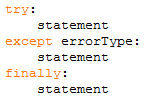 try:
    statement
except errorType:
    statement
finally:
    statement